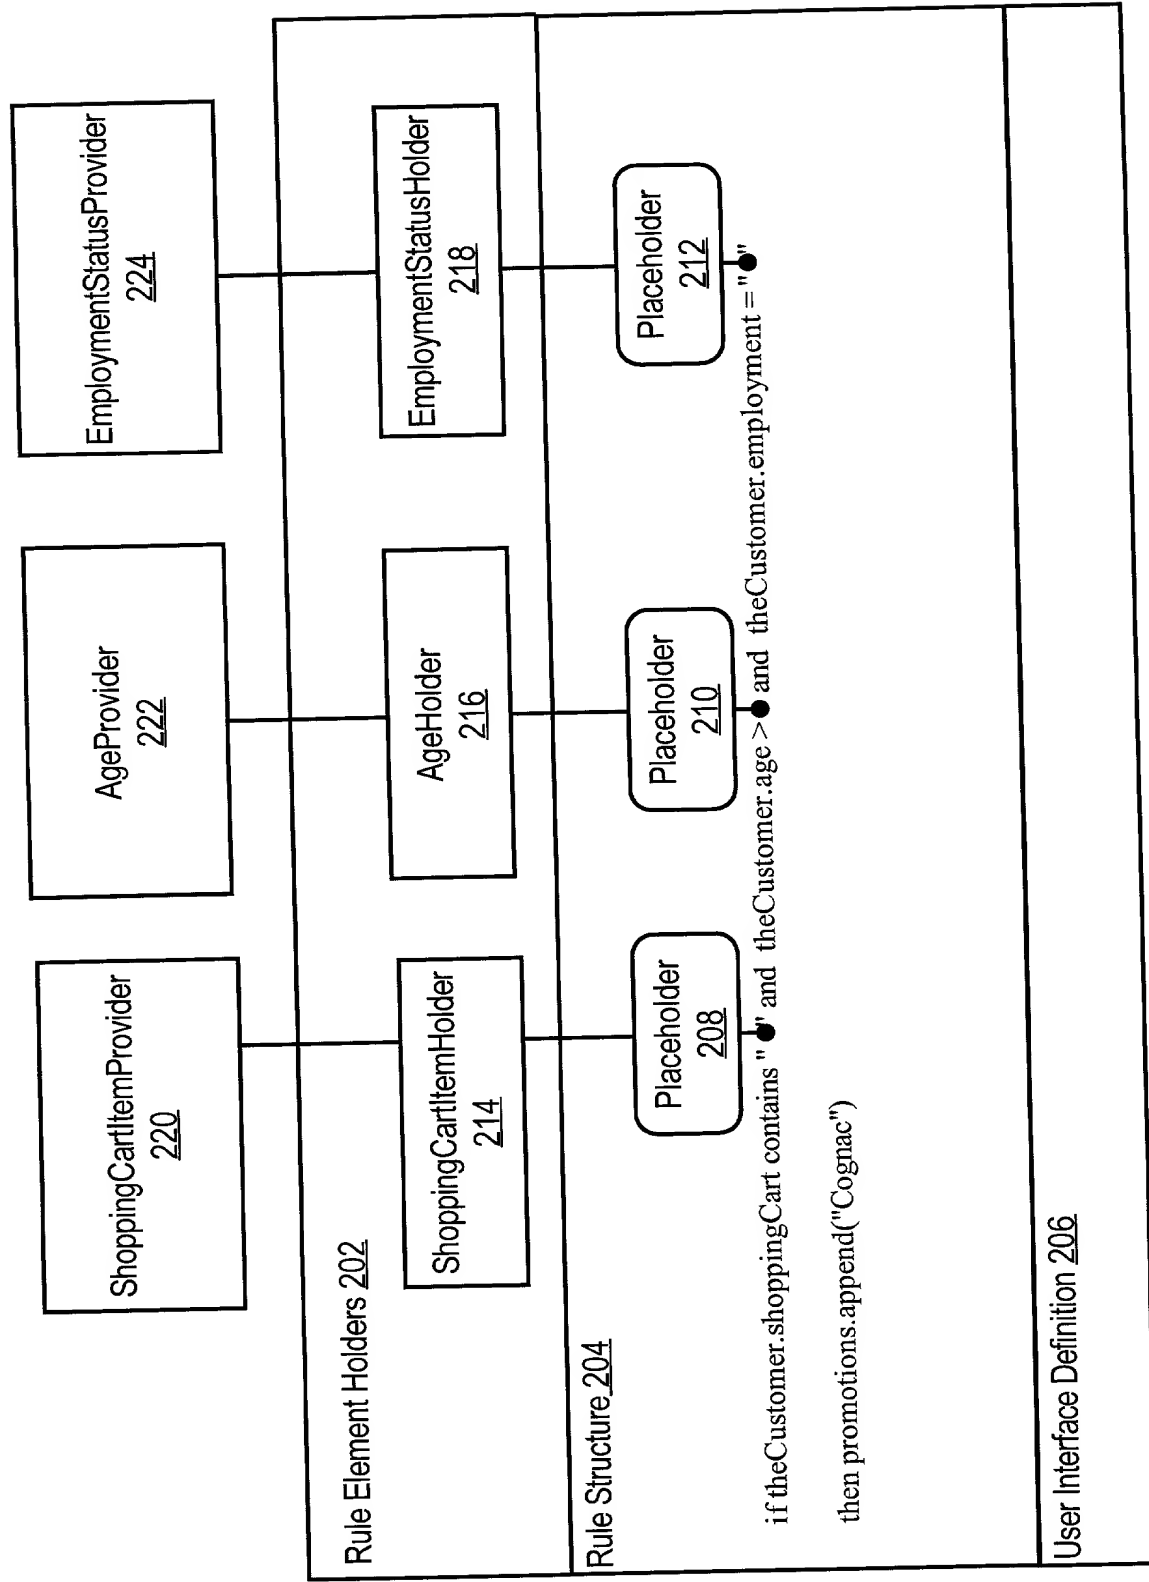 ShoppingCartItemProvider
220
AgeProvider
222
EmploymentStatusProvider
224
Rule Element Holders 202
ShoppingCartItemHolder
214
AgeHolder
216
EmploymentStatusHolder
218
Rule Structure 204
Placeholder
208
Placeholder
210
Placeholder
212
if theCustomer.shoppingCart contains " " and theCustomer.age > and theCustomer.employment = " "
then promotions.append("Cognac")
User Interface Definition 206